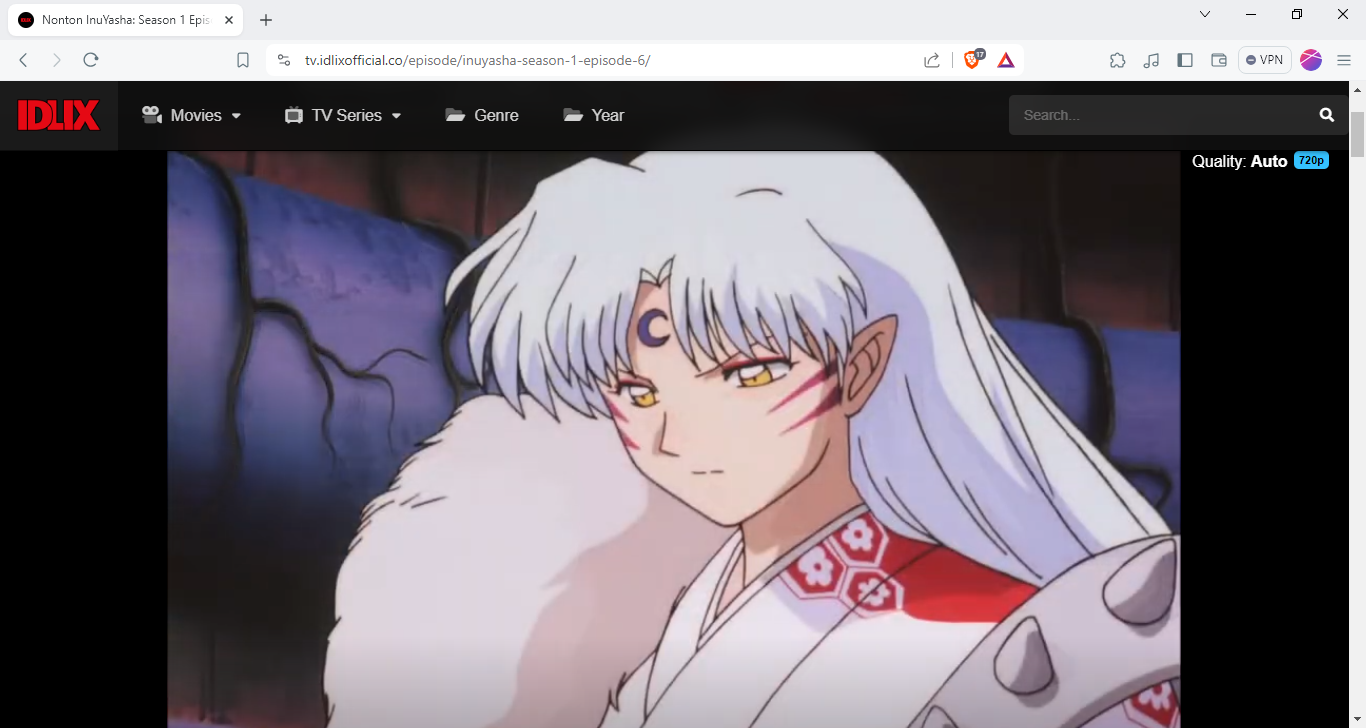 Nonton InuYasha: Season 1 Epis
tv.idlixofficial.co/episode/inuyasha-season-1-episode-6/
17
VPN
IDLIX
Movies
TV Series
Genre
Year
Search...
Quality: Auto 720p